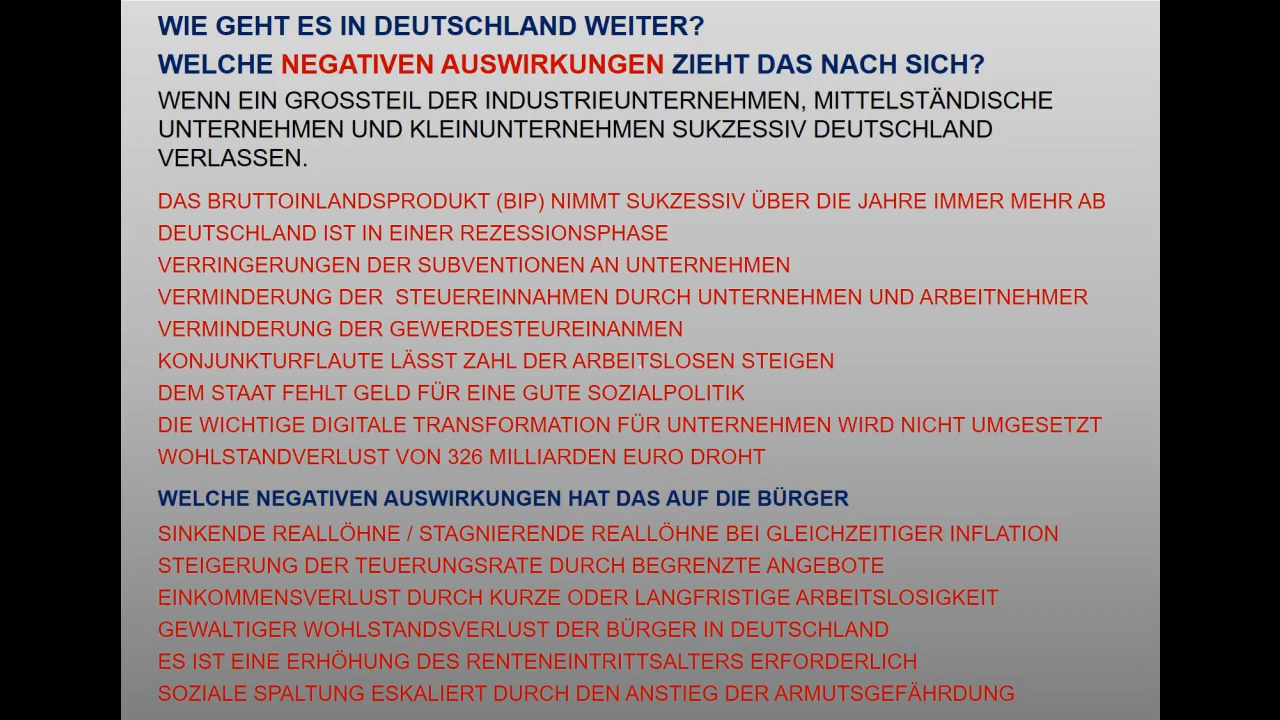 WIE GEHT ES IN DEUTSCHLAND WEITER?
WELCHE NEGATIVEN AUSWIRKUNGEN ZIEHT DAS NACH SICH?
WENN EIN GROSSTEIL DER INDUSTRIEUNTERNEHMEN, MITTELSTÄNDISCHE
UNTERNEHMEN UND KLEINUNTERNEHMEN SUKZESSIV DEUTSCHLAND
VERLASSEN.
DAS BRUTTOINLANDSPRODUKT (BIP) NIMMT SUKZESSIV ÜBER DIE JAHRE IMMER MEHR AB
DEUTSCHLAND IST IN EINER REZESSIONSPHASE
VERRINGERUNGEN DER SUBVENTIONEN AN UNTERNEHMEN
VERMINDERUNG DER  STEUEREINNAHMEN DURCH UNTERNEHMEN UND ARBEITNEHMER
VERMINDERUNG DER GEWERDESTEUREINANMEN
KONJUNKTURFLAUTE LÄSST ZAHL DER ARBEITSLOSEN STEIGEN
DEM STAAT FEHLT GELD FÜR EINE GUTE SOZIALPOLITIK
DIE WICHTIGE DIGITALE TRANSFORMATION FÜR UNTERNEHMEN WIRD NICHT UMGESETZT
WOHLSTANDVERLUST VON 326 MILLIARDEN EURO DROHT
WELCHE NEGATIVEN AUSWIRKUNGEN HAT DAS AUF DIE BÜRGER
SINKENDE REALLÖHNE / STAGNIERENDE REALLÖHNE BEI GLEICHZEITIGER INFLATION
STEIGERUNG DER TEUERUNGSRATE DURCH BEGRENZTE ANGEBOTE
EINKOMMENSVERLUST DURCH KURZE ODER LANGFRISTIGE ARBEITSLOSIGKEIT
GEWALTIGER WOHLSTANDSVERLUST DER BÜRGER IN DEUTSCHLAND
ES IST EINE ERHÖHUNG DES RENTENEINTRITTSALTERS ERFORDERLICH
SOZIALE SPALTUNG ESKALIERT DURCH DEN ANSTIEG DER ARMUTSGEFÄHRDUNG